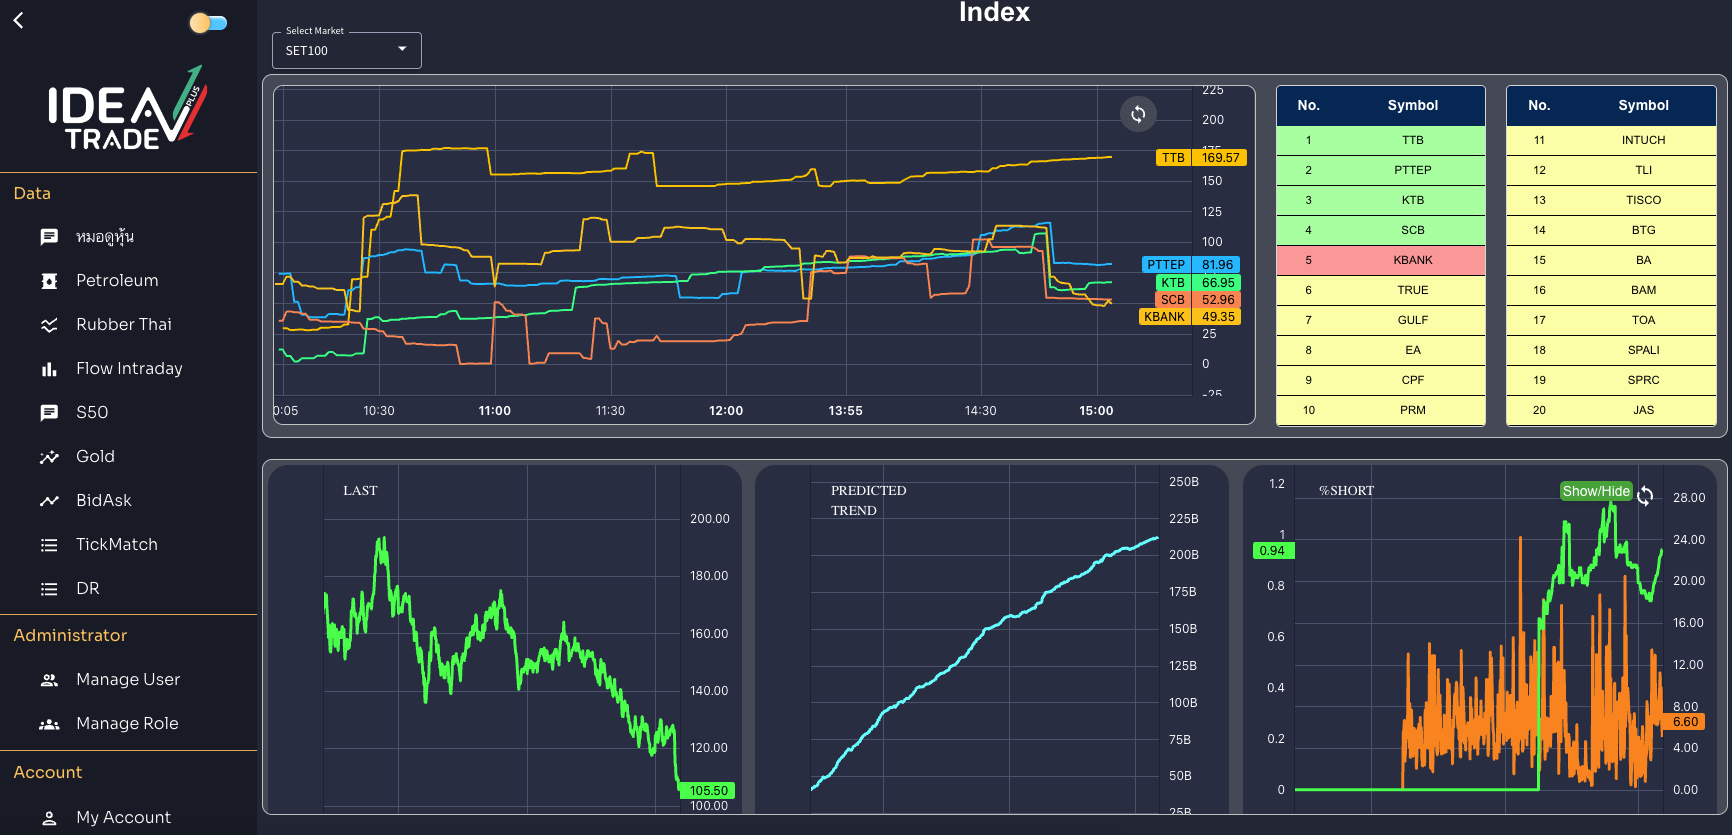 Index
Select Market
SET100
IDEA
TRADE
PLUS
Data
หมอดูหุ้น
Petroleum
Rubber Thai
Flow Intraday
S50
Gold
BidAsk
TickMatch
DR
Administrator
Manage User
Manage Role
Account
My Account
225
200
175
TTB 169.57
150
125
100
PTTEP 81.96
KTB 66.95
SCB 52.96
KBANK 49.35
25
0
-25
0:05 10:30 11:00 11:30 12:00 13:55 14:30 15:00
No. Symbol
1 TTB
2 PTTEP
3 KTB
4 SCB
5 KBANK
6 TRUE
7 GULF
8 EA
9 CPF
10 PRM
No. Symbol
11 INTUCH
12 TLI
13 TISCO
14 BTG
15 BA
16 BAM
17 TOA
18 SPALI
19 SPRC
20 JAS
LAST
200.00
180.00
160.00
140.00
120.00
105.50
100.00
PREDICTED
TREND
250B
225B
200B
175B
150B
125B
100B
75B
50B
25B
%SHORT
Show/Hide
1.2
1
0.94
0.8
0.6
0.4
0.2
0
28.00
24.00
20.00
16.00
12.00
8.00
6.60
4.00
0.00